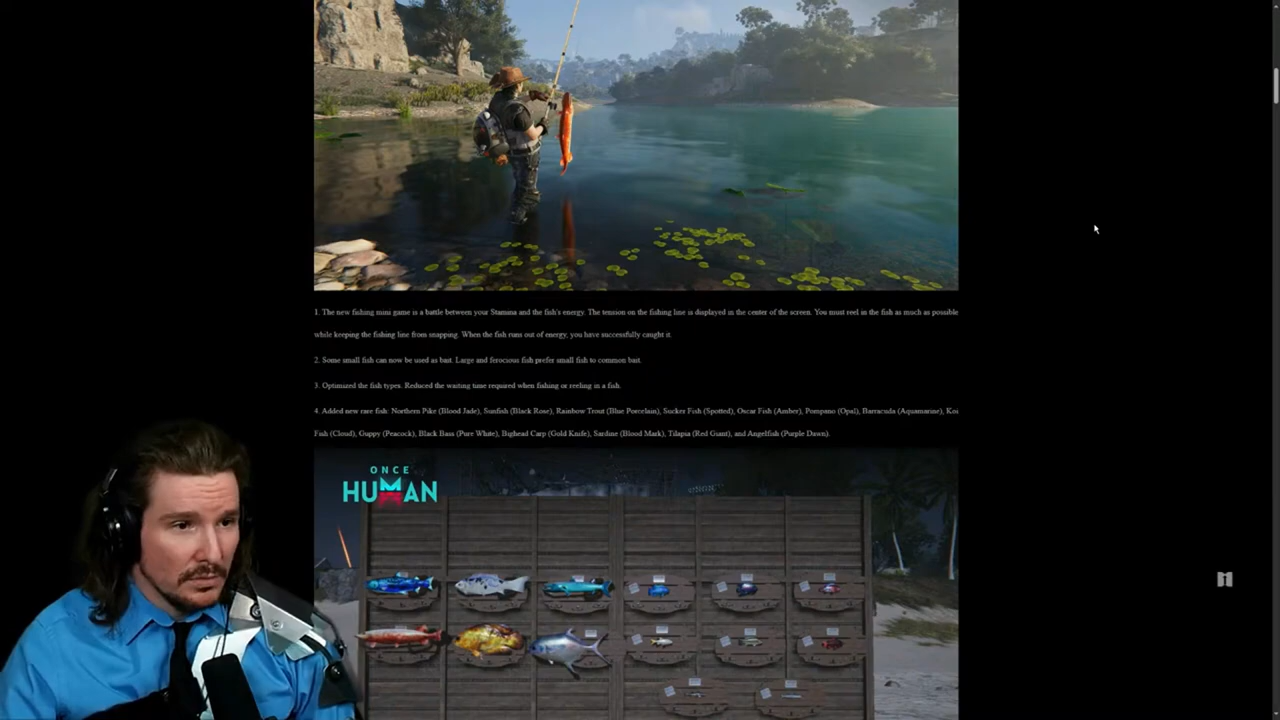 1. The new fishing mini game is a battle between your Stamina and the fish's energy. The tension on the fishing line is displayed in the center of the screen. You must reel in the fish as much as possible
while keeping the fishing line from snapping. When the fish runs out of energy, you have successfully caught it.
2. Some small fish can now be used as bait. Large and ferocious fish prefer small fish to common bait.
3. Optimized the fish types. Reduced the waiting time required when fishing or reeling in a fish.
4. Added new rare fish: Northern Pike (Blood Jade), Sunfish (Black Rose), Rainbow Trout (Blue Porcelain), Sucker Fish (Spotted), Oscar Fish (Amber), Pompano (Opal), Barracuda (Aquamarine), Koi
Fish (Cloud), Guppy (Peacock), Black Bass (Pure White), Bighead Carp (Gold Knife), Sardine (Blood Mark), Tilapia (Red Giant), and Angelfish (Purple Dawn).
ONCE
HUMAN